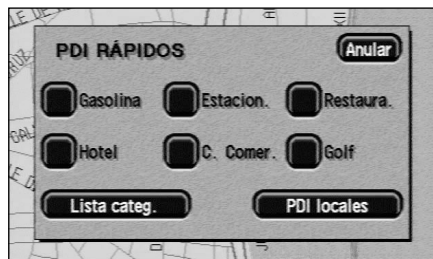 PDI RÁPIDOS
Anular
Gasolina Estacion. Restaura.
Hotel C. Comer. Golf
Lista categ. PDI locales